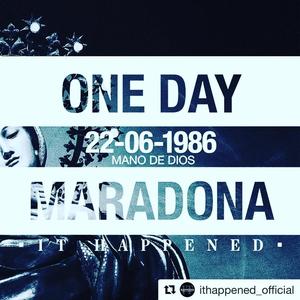 ONE DAY
22-06-1986
MANO DE DIOS
MARADONA
· IT HAPPENED ·
ithappened_official